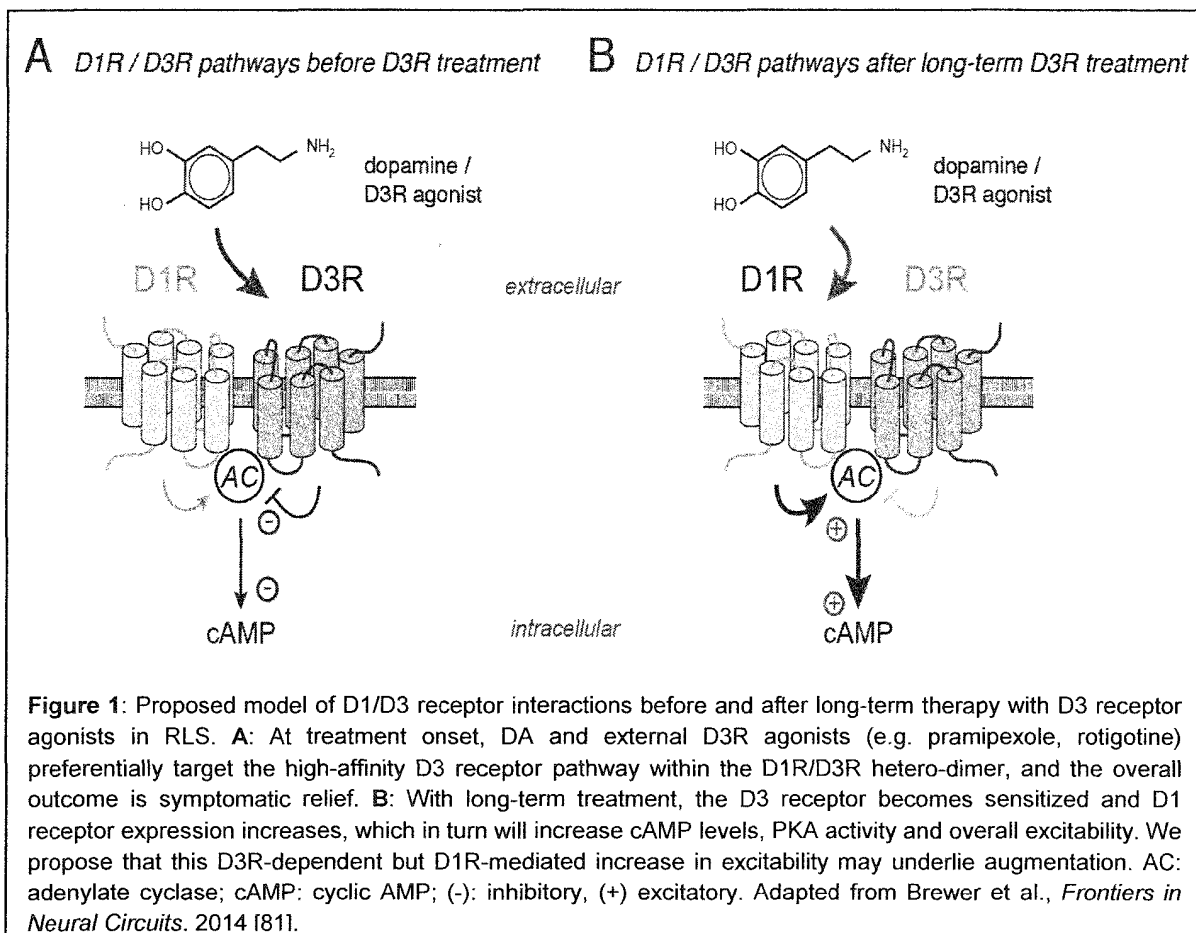 A D1R / D3R pathways before D3R treatment
B D1R / D3R pathways after long-term D3R treatment
HO
HO
NH2
dopamine /
D3R agonist
HO
HO
NH2
dopamine /
D3R agonist
D1R
D3R
extracellular
D1R
D3R
AC
(-)
(-)
cAMP
intracellular
AC
(+)
(+)
cAMP
Figure 1: Proposed model of D1/D3 receptor interactions before and after long-term therapy with D3 receptor
agonists in RLS. A: At treatment onset, DA and external D3R agonists (e.g. pramipexole, rotigotine)
preferentially target the high-affinity D3 receptor pathway within the D1R/D3R hetero-dimer, and the overall
outcome is symptomatic relief. B: With long-term treatment, the D3 receptor becomes sensitized and D1
receptor expression increases, which in turn will increase cAMP levels, PKA activity and overall excitability. We
propose that this D3R-dependent but D1R-mediated increase in excitability may underlie augmentation. AC:
adenylate cyclase; cAMP: cyclic AMP; (-): inhibitory, (+) excitatory. Adapted from Brewer et al., Frontiers in
Neural Circuits. 2014 [81].